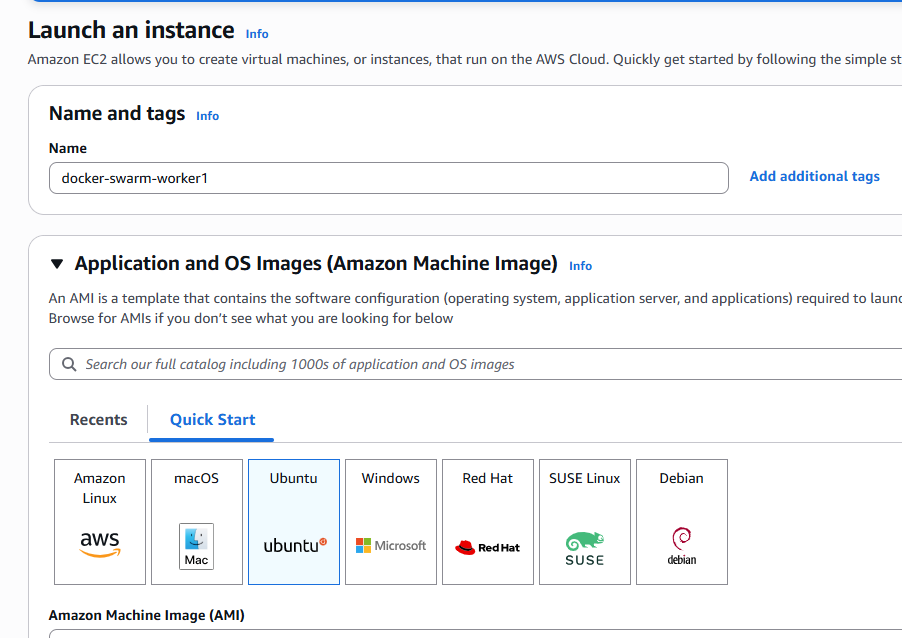 Launch an instance Info
Amazon EC2 allows you to create virtual machines, or instances, that run on the AWS Cloud. Quickly get started by following the simple st
Name and tags Info
Name
docker-swarm-worker1
Add additional tags
Application and OS Images (Amazon Machine Image) Info
An AMI is a template that contains the software configuration (operating system, application server, and applications) required to launc
Browse for AMIs if you don’t see what you are looking for below
Search our full catalog including 1000s of application and OS images
Recents
Quick Start
Amazon
Linux
aws
macOS
Mac
Ubuntu
ubuntu
Windows
Microsoft
Red Hat
Red Hat
SUSE Linux
SUSE
Debian
debian
Amazon Machine Image (AMI)